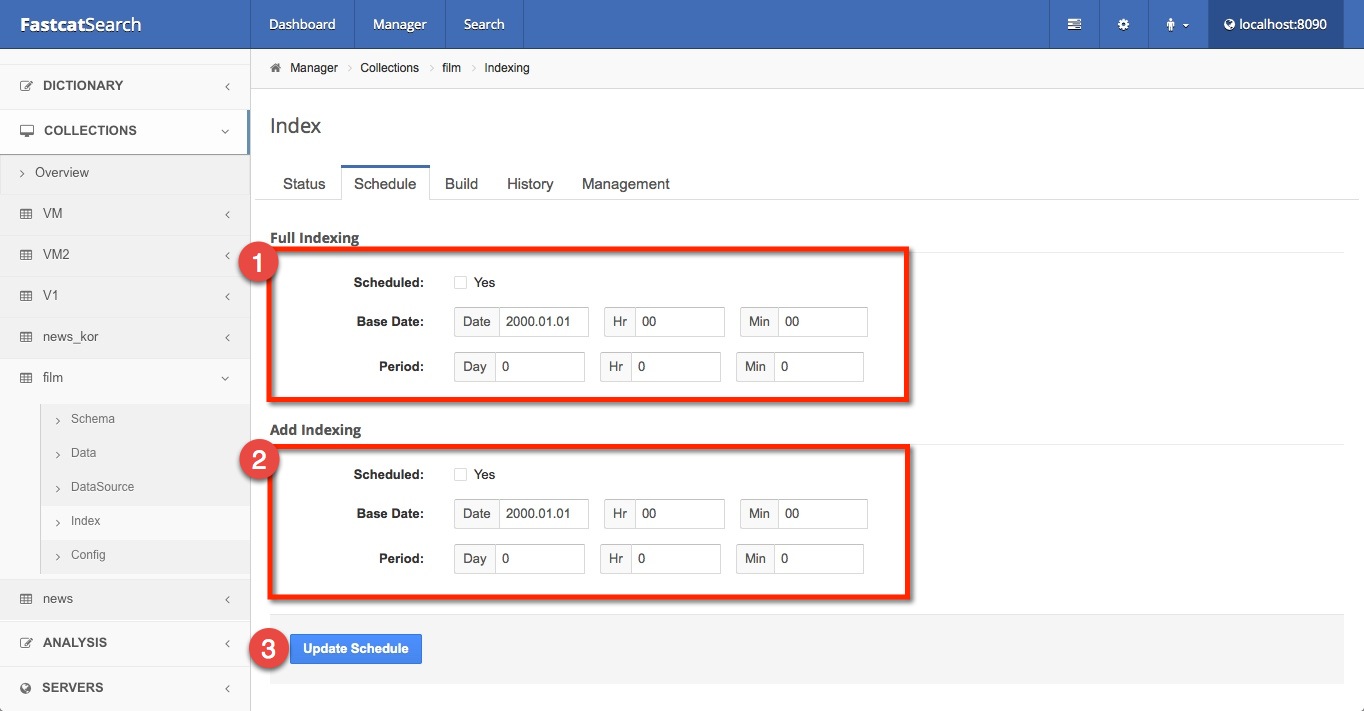 FastcatSearch Dashboard Manager Search localhost:8090
Manager Collections film Indexing
DICTIONARY
COLLECTIONS
Overview
VM
VM2
V1
news_kor
film
Schema
Data
DataSource
Index
Config
news
ANALYSIS
SERVERS
Index
Status Schedule Build History Management
Full Indexing
1
Scheduled: Yes
Base Date: Date 2000.01.01 Hr 00 Min 00
Period: Day 0 Hr 0 Min 0
Add Indexing
2
Scheduled: Yes
Base Date: Date 2000.01.01 Hr 00 Min 00
Period: Day 0 Hr 0 Min 0
3 Update Schedule